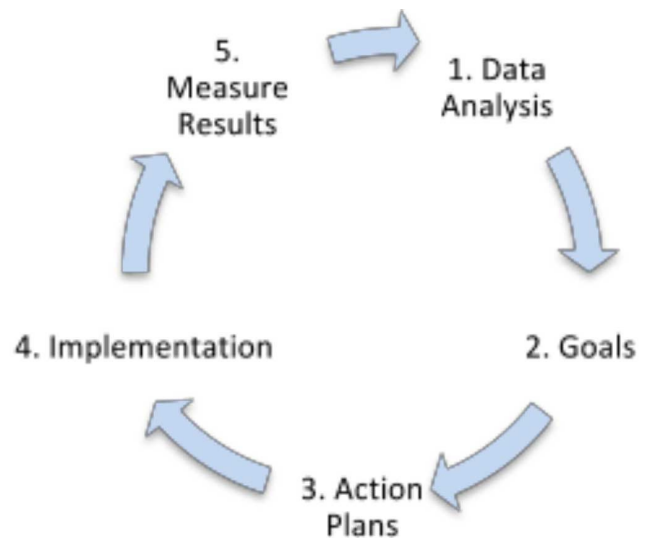 1. Data
Analysis
2. Goals
3. Action
Plans
4. Implementation
5.
Measure
Results